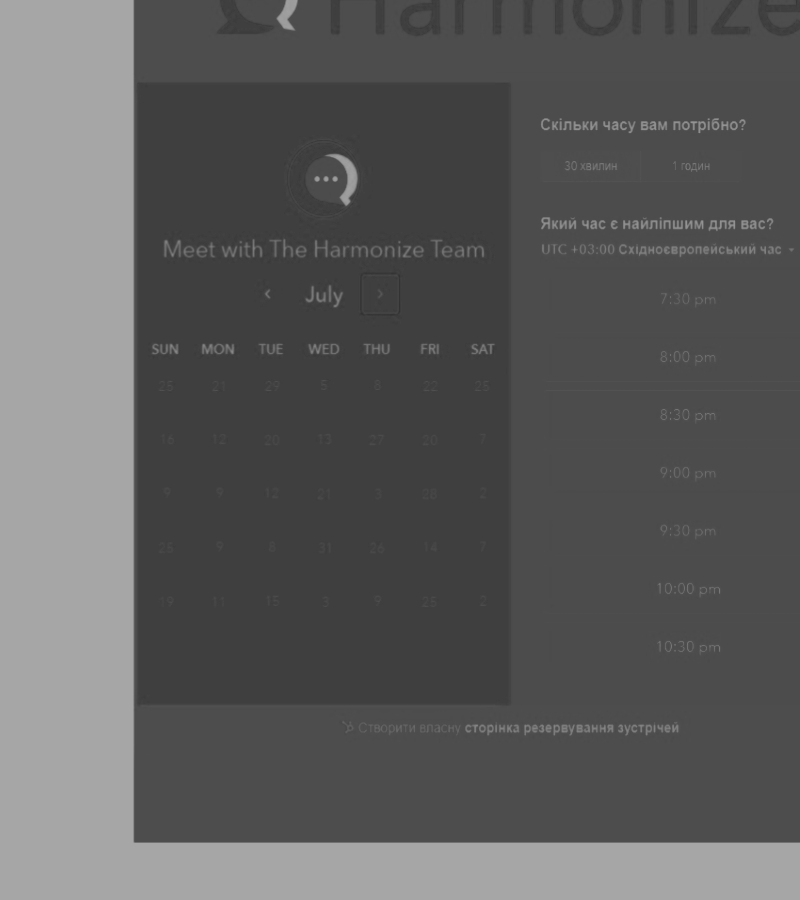 Harmonize
Meet with The Harmonize Team
July
SUN MON TUE WED THU FRI SAT
25 21 29 5 8 22 25
16 12 20 13 27 20 7
9 9 12 21 3 28 2
25 9 8 31 26 14 7
19 11 15 3 9 25 2
Скільки часу вам потрібно?
30 хвилин 1 годин
Який час є найліпшим для вас?
UTC +03:00 Східноєвропейський час
7:30 pm
8:00 pm
8:30 pm
9:00 pm
9:30 pm
10:00 pm
10:30 pm
Створити власну сторінка резервування зустрічей